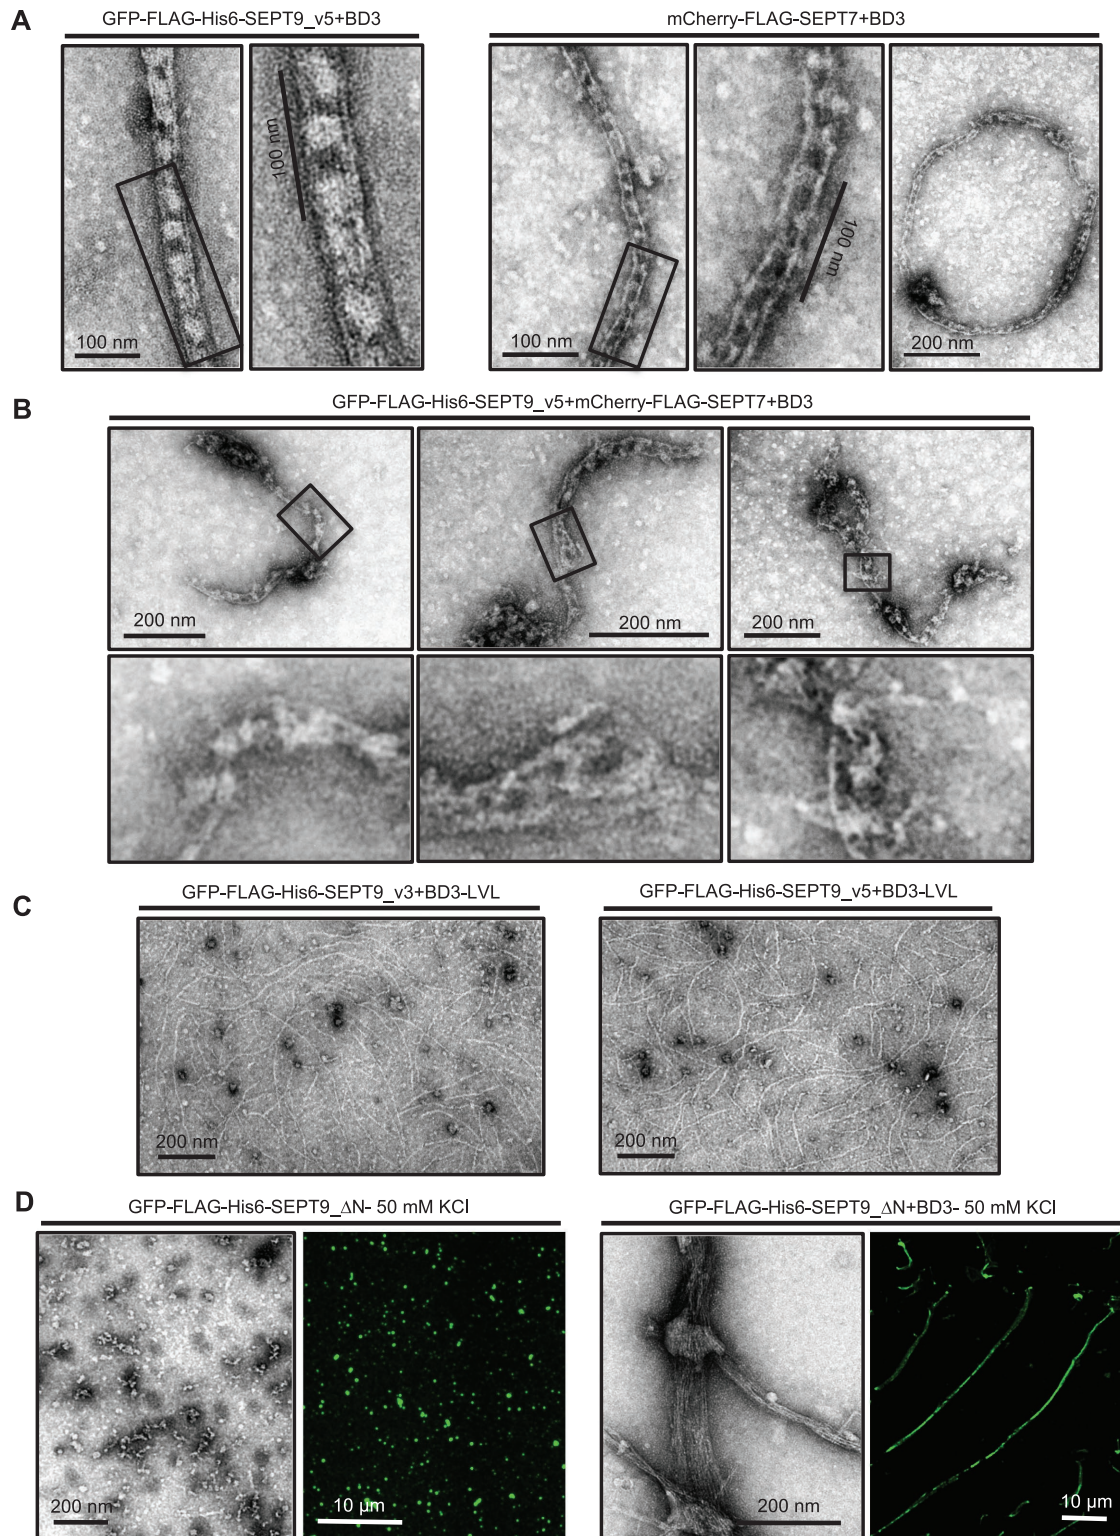 A
GFP-FLAG-His6-SEPT9_v5+BD3
mCherry-FLAG-SEPT7+BD3
100 nm
100 nm
100 nm
100 nm
200 nm
B
GFP-FLAG-His6-SEPT9_v5+mCherry-FLAG-SEPT7+BD3
200 nm
200 nm
200 nm
C
GFP-FLAG-His6-SEPT9_v3+BD3-LVL
GFP-FLAG-His6-SEPT9_v5+BD3-LVL
200 nm
200 nm
D
GFP-FLAG-His6-SEPT9_ΔN- 50 mM KCl
GFP-FLAG-His6-SEPT9_ΔN+BD3- 50 mM KCl
200 nm
10 µm
200 nm
10 µm